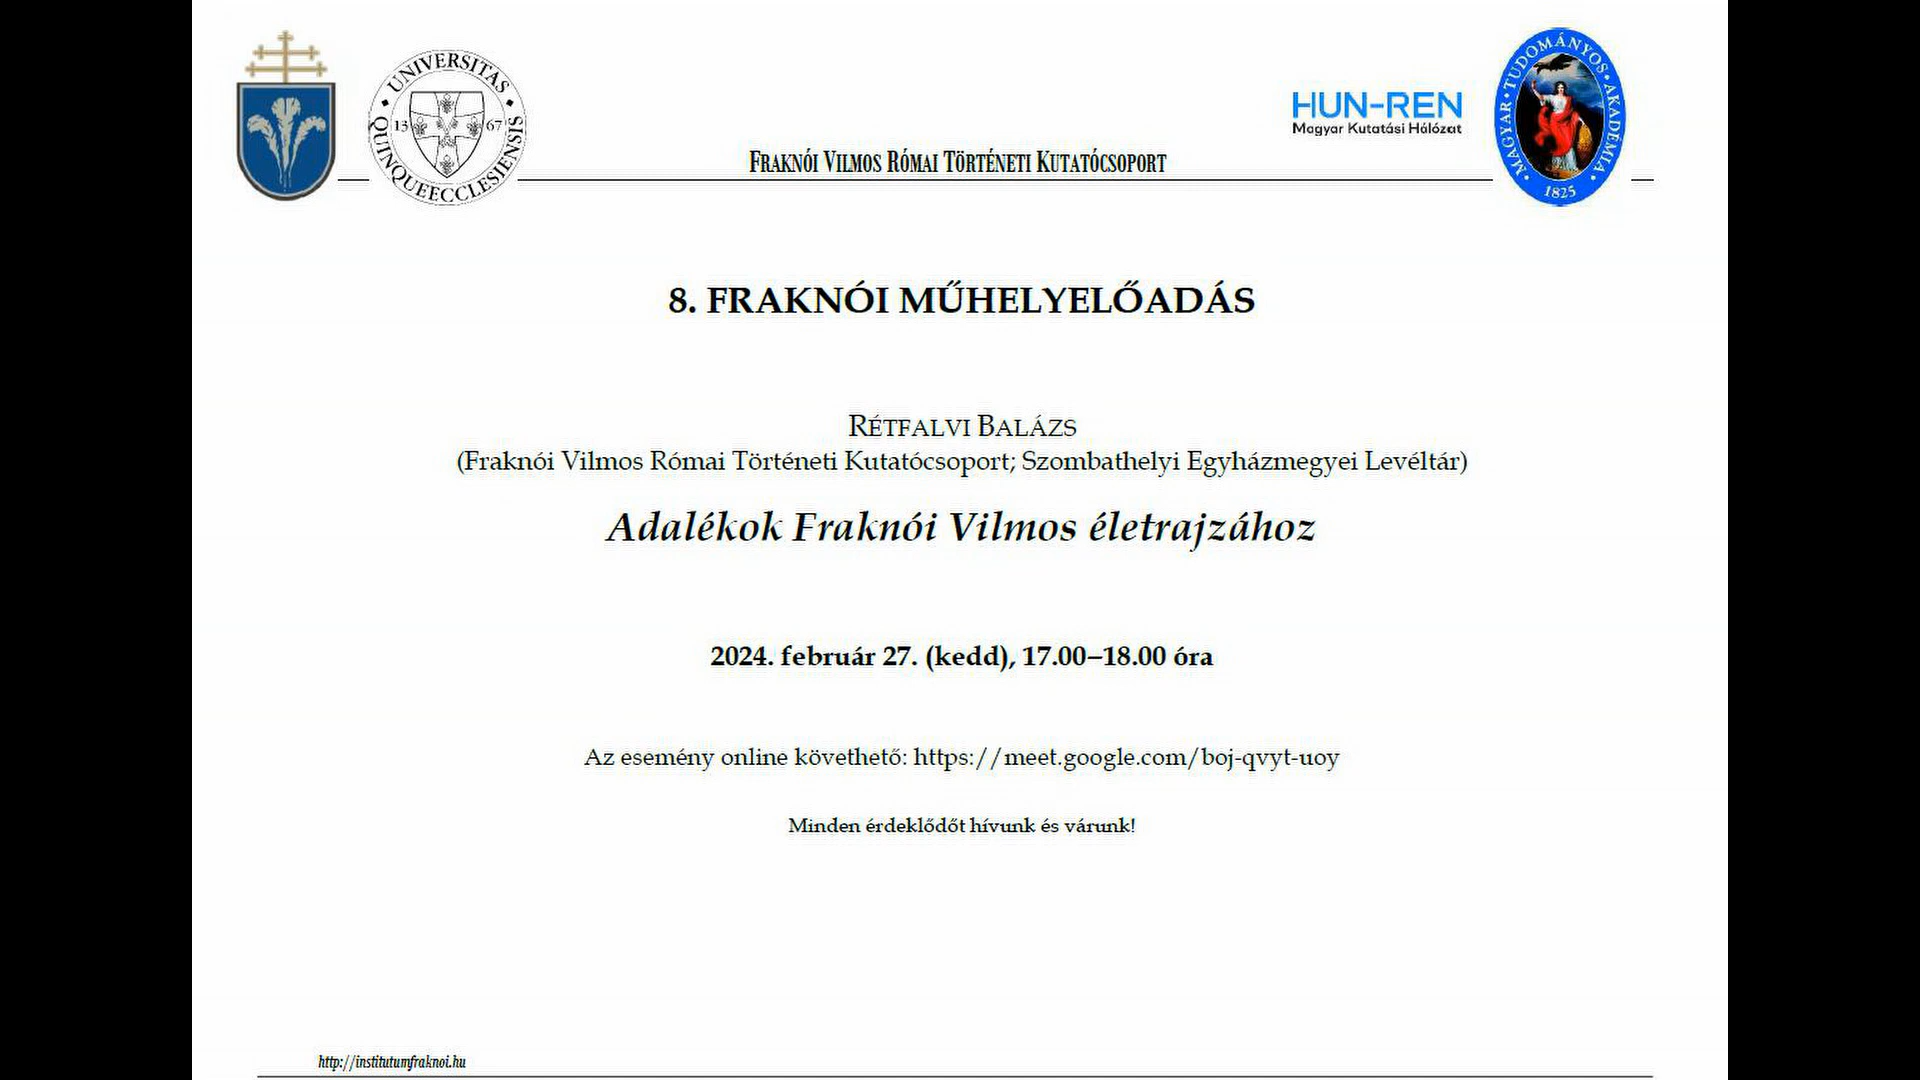 UNIVERSITAS QUINQUEECCLESIENSIS
13 67
HUN-REN
Magyar Kutatási Hálózat
MAGYAR · TUDOMÁNYOS · AKADÉMIA
1825
FRAKNÓI VILMOS RÓMAI TÖRTÉNETI KUTATÓCSOPORT
8. FRAKNÓI MŰHELYELŐADÁS
RÉTFALVI BALÁZS
(Fraknói Vilmos Római Történeti Kutatócsoport; Szombathelyi Egyházmegyei Levéltár)
Adalékok Fraknói Vilmos életrajzához
2024. február 27. (kedd), 17.00–18.00 óra
Az esemény online követhető: https://meet.google.com/boj-qvyt-uoy
Minden érdeklődőt hívunk és várunk!
http://institutumfraknoi.hu